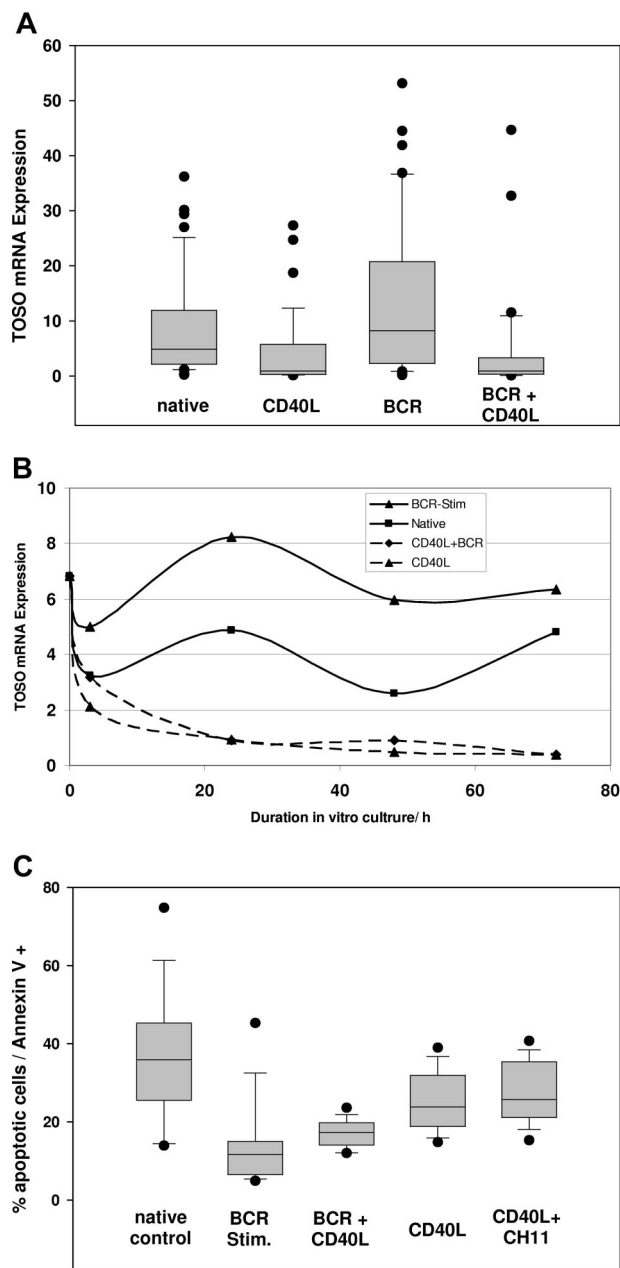 A
TOSO mRNA Expression
60
50
40
30
20
10
0
native
CD40L
BCR
BCR +
CD40L
B
TOSO mRNA Expression
10
8
6
4
2
0
BCR-Stim
Native
CD40L+BCR
CD40L
0
20
40
60
80
Duration in vitro cultrure/ h
C
% apoptotic cells / Annexin V +
80
60
40
20
0
native
control
BCR
Stim.
BCR +
CD40L
CD40L
CD40L+
CH11